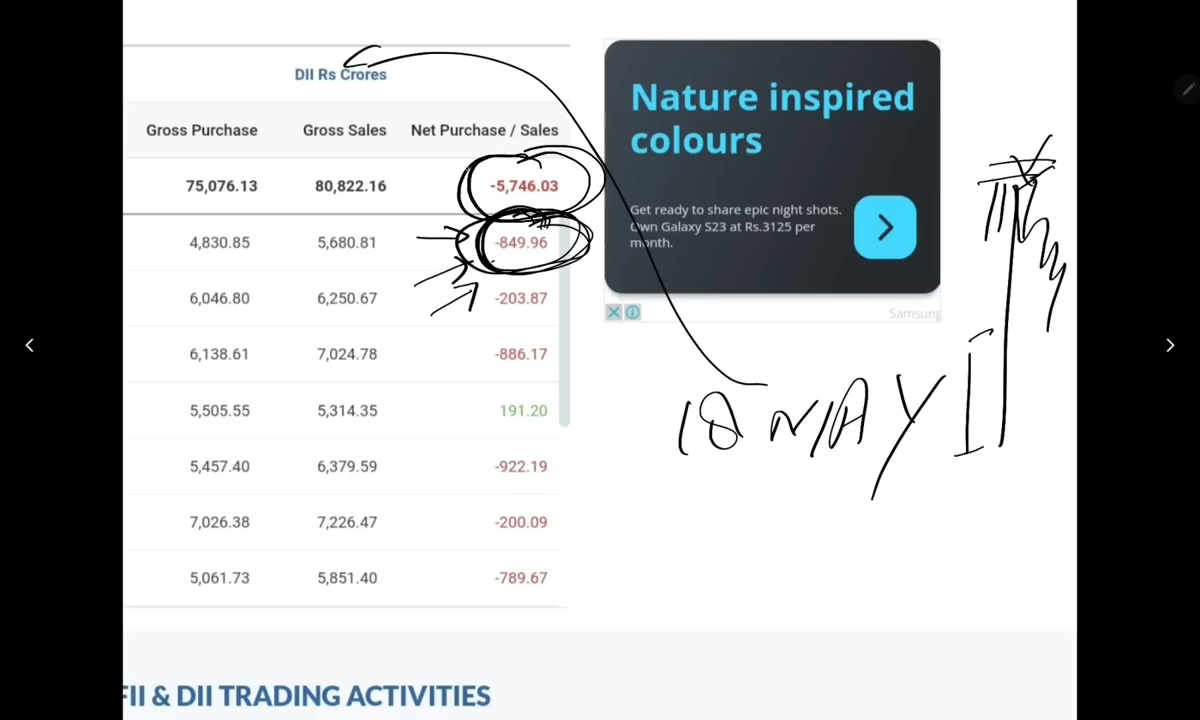 DII Rs Crores
Gross Purchase Gross Sales Net Purchase / Sales
75,076.13 80,822.16 -5,746.03
4,830.85 5,680.81 -849.96
6,046.80 6,250.67 -203.87
6,138.61 7,024.78 -886.17
5,505.55 5,314.35 191.20
5,457.40 6,379.59 -922.19
7,026.38 7,226.47 -200.09
5,061.73 5,851.40 -789.67
Nature inspired
colours
Get ready to share epic night shots.
Own Galaxy S23 at Rs.3125 per
month.
Samsung
18 MAY
FII & DII TRADING ACTIVITIES